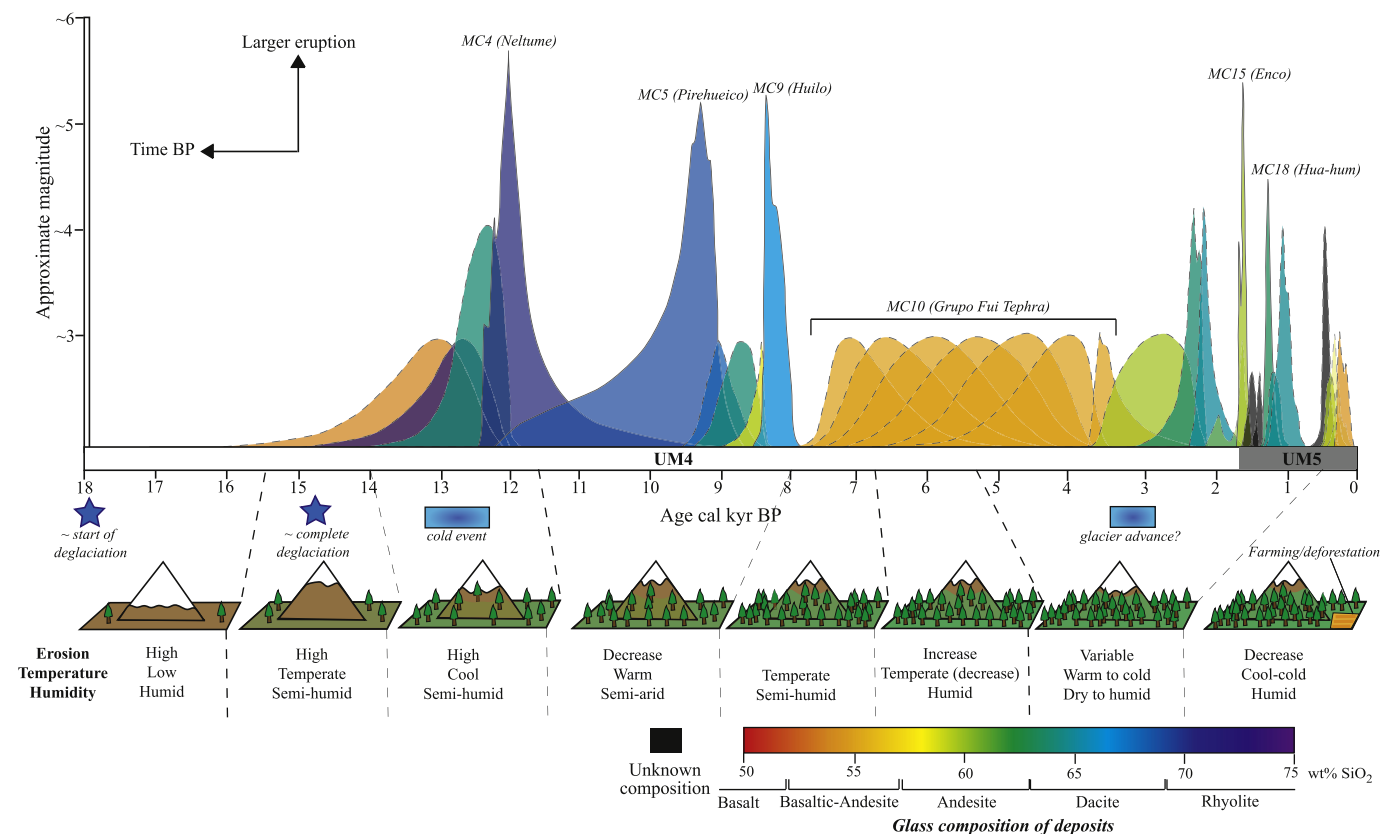 ~6
Larger eruption
MC4 (Neltume)
MC15 (Enco)
MC5 (Pirehueico)
MC9 (Huilo)
~5
Time BP
MC18 (Hua-hum)
Approximate magnitude
~4
MC10 (Grupo Fui Tephra)
~3
UM4
UM5
18 17 16 15 14 13 12 11 10 9 8 7 6 5 4 3 2 1 0
Age cal kyr BP
~ start of
deglaciation
~ complete
deglaciation
cold event
glacier advance?
Farming/deforestation
Erosion
Temperature
Humidity
High
Low
Humid
High
Temperate
Semi-humid
High
Cool
Semi-humid
Decrease
Warm
Semi-arid
Temperate
Semi-humid
Increase
Temperate (decrease)
Humid
Variable
Warm to cold
Dry to humid
Decrease
Cool-cold
Humid
Unknown
composition
50 55 60 65 70 75 wt% SiO₂
Basalt Basaltic-Andesite Andesite Dacite Rhyolite
Glass composition of deposits